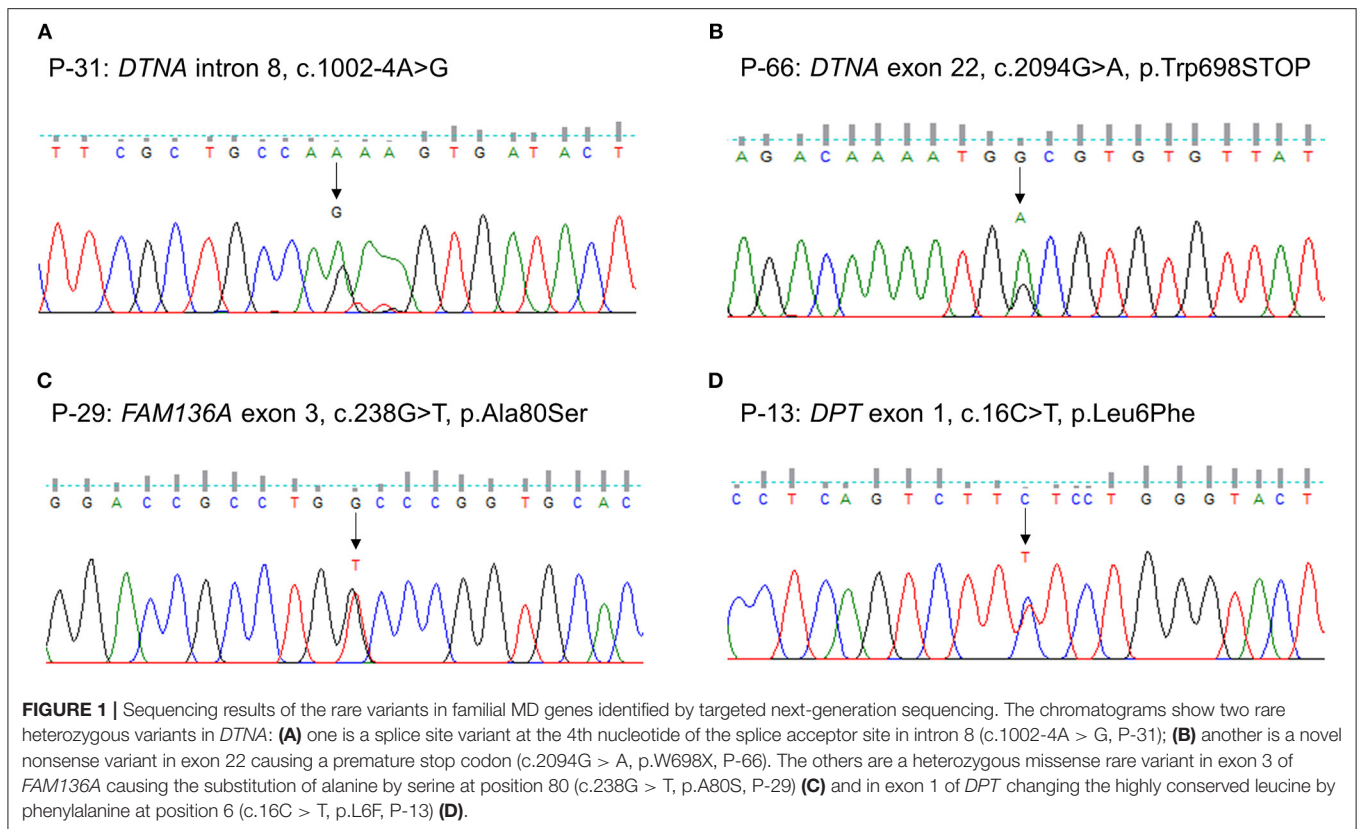 A
P-31: DTNA intron 8, c.1002-4A>G
T T C G C T G C C A A A A G T G A T A C T
G
B
P-66: DTNA exon 22, c.2094G>A, p.Trp698STOP
A G A C A A A A T G G C G T G T G T T A T
A
C
P-29: FAM136A exon 3, c.238G>T, p.Ala80Ser
G G A C C G C C T G G C C C G G T G C A C
T
D
P-13: DPT exon 1, c.16C>T, p.Leu6Phe
C C T C A G T C T T C T C C T G G G T A C T
T
FIGURE 1 | Sequencing results of the rare variants in familial MD genes identified by targeted next-generation sequencing. The chromatograms show two rare
heterozygous variants in DTNA: (A) one is a splice site variant at the 4th nucleotide of the splice acceptor site in intron 8 (c.1002-4A > G, P-31); (B) another is a novel
nonsense variant in exon 22 causing a premature stop codon (c.2094G > A, p.W698X, P-66). The others are a heterozygous missense rare variant in exon 3 of
FAM136A causing the substitution of alanine by serine at position 80 (c.238G > T, p.A80S, P-29) (C) and in exon 1 of DPT changing the highly conserved leucine by
phenylalanine at position 6 (c.16C > T, p.L6F, P-13) (D).